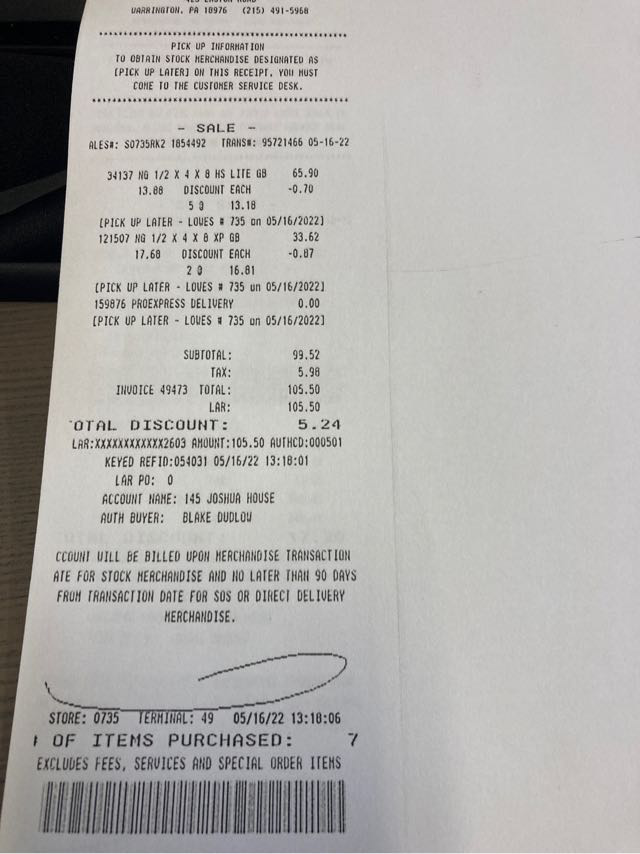 WARRINGTON, PA 18976 (215) 491-5968
PICK UP INFORMATION
TO OBTAIN STOCK MERCHANDISE DESIGNATED AS
[PICK UP LATER] ON THIS RECEIPT, YOU MUST
COME TO THE CUSTOMER SERVICE DESK.
- SALE -
ALES#: S0735RK2 1854492 TRANS#: 95721466 05-16-22
34137 NG 1/2 X 4 X 8 HS LITE GB 65.90
13.88 DISCOUNT EACH -0.70
5 @ 13.18
[PICK UP LATER - LOWES # 735 on 05/16/2022]
121507 NG 1/2 X 4 X 8 XP GB 33.62
17.68 DISCOUNT EACH -0.87
2 @ 16.81
[PICK UP LATER - LOWES # 735 on 05/16/2022]
159876 PROEXPRESS DELIVERY 0.00
[PICK UP LATER - LOWES # 735 on 05/16/2022]
SUBTOTAL: 99.52
TAX: 5.98
INVOICE 49473 TOTAL: 105.50
LAR: 105.50
OTAL DISCOUNT: 5.24
LAR:XXXXXXXXXXXX2603 AMOUNT:105.50 AUTHCD:000501
KEYED REFID:054031 05/16/22 13:18:01
LAR PO: 0
ACCOUNT NAME: 145 JOSHUA HOUSE
AUTH BUYER: BLAKE DUDLOW
CCOUNT WILL BE BILLED UPON MERCHANDISE TRANSACTION
ATE FOR STOCK MERCHANDISE AND NO LATER THAN 90 DAYS
FROM TRANSACTION DATE FOR SOS OR DIRECT DELIVERY
MERCHANDISE.
STORE: 0735 TERMINAL: 49 05/16/22 13:18:06
# OF ITEMS PURCHASED: 7
EXCLUDES FEES, SERVICES AND SPECIAL ORDER ITEMS